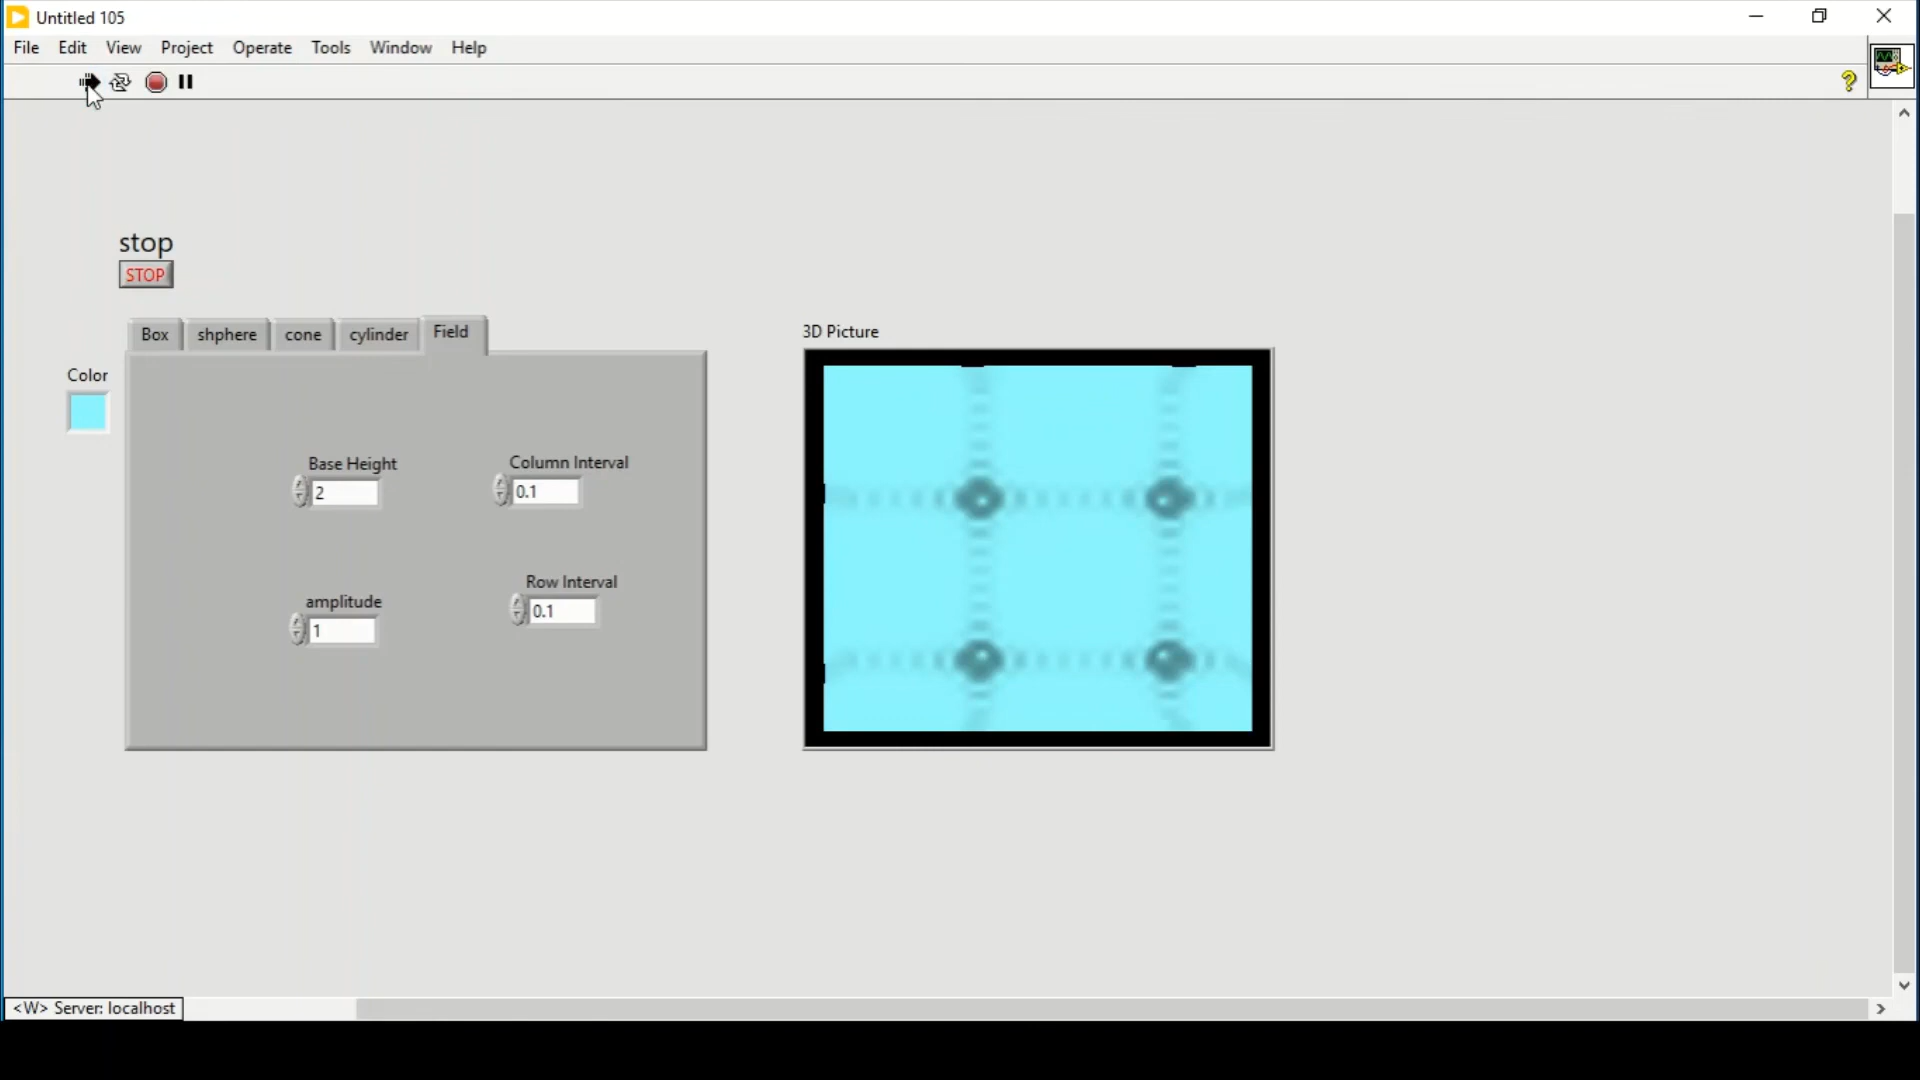 Untitled 105
File Edit View Project Operate Tools Window Help
stop
STOP
Box shphere cone cylinder Field
3D Picture
Color
Base Height
2
Column Interval
0.1
amplitude
1
Row Interval
0.1
<W> Server: localhost